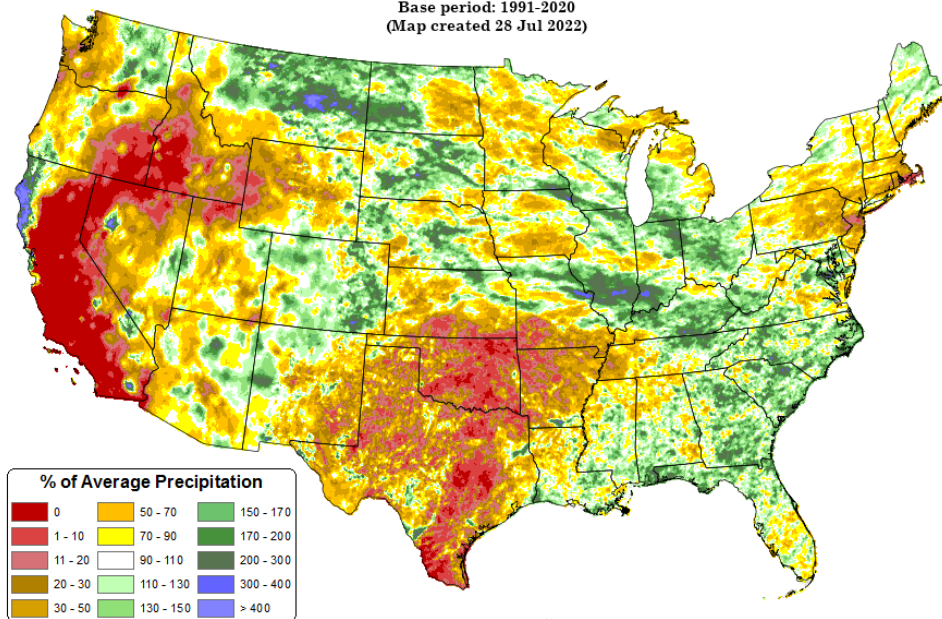 Base period: 1991-2020
(Map created 28 Jul 2022)
% of Average Precipitation
0
1 - 10
11 - 20
20 - 30
30 - 50
50 - 70
70 - 90
90 - 110
110 - 130
130 - 150
150 - 170
170 - 200
200 - 300
300 - 400
> 400